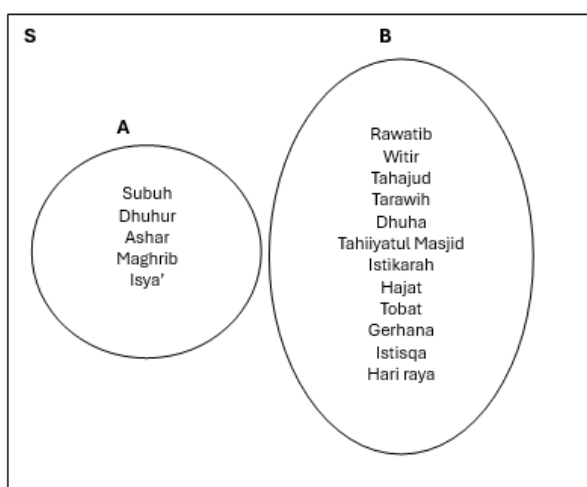 S
B
A
Subuh
Dhuhur
Ashar
Maghrib
Isya’
Rawatib
Witir
Tahajud
Tarawih
Dhuha
Tahiiyatul Masjid
Istikarah
Hajat
Tobat
Gerhana
Istisqa
Hari raya